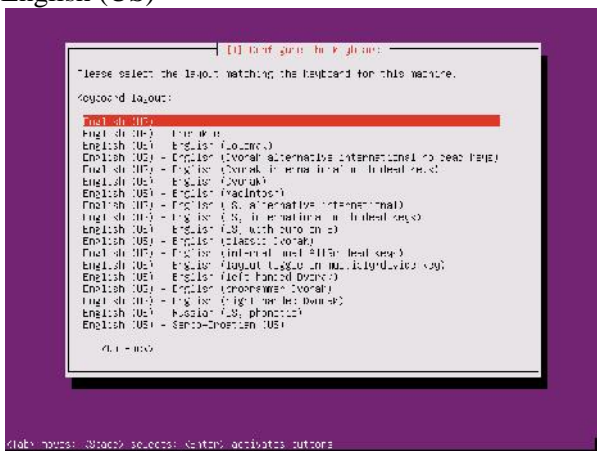 English (US)
[!] Configure the keyboard
Please select the layout matching the keyboard for this machine.
Keyboard layout:
English (US)
English (US) - Cherokee
English (US) - English (Colemak)
English (US) - English (Dvorak alternative international no dead keys)
English (US) - English (Dvorak international with dead keys)
English (US) - English (Dvorak)
English (US) - English (Macintosh)
English (US) - English (US, alternative international)
English (US) - English (US, international with dead keys)
English (US) - English (US, with euro on 5)
English (US) - English (classic Dvorak)
English (US) - English (international AltGr dead keys)
English (US) - English (layout toggle on multiply/divide key)
English (US) - English (left handed Dvorak)
English (US) - English (programmer Dvorak)
English (US) - English (right handed Dvorak)
English (US) - Russian (US, phonetic)
English (US) - Serbo-Croatian (US)
<Go Back>
<Tab> moves; <Space> selects; <Enter> activates buttons